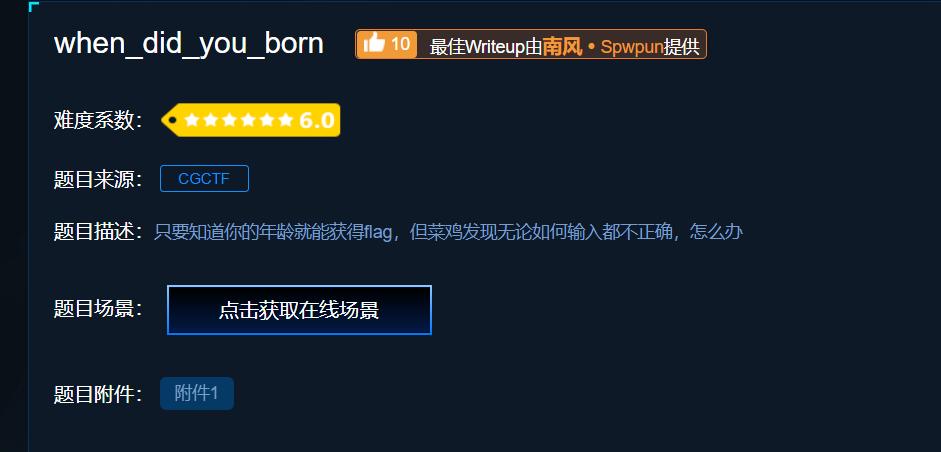 when_did_you_born 10 最佳Writeup由南风 • Spwpun提供
难度系数： 6.0
题目来源： CGCTF
题目描述：只要知道你的年龄就能获得flag，但菜鸡发现无论如何输入都不正确，怎么办
题目场景： 点击获取在线场景
题目附件： 附件1